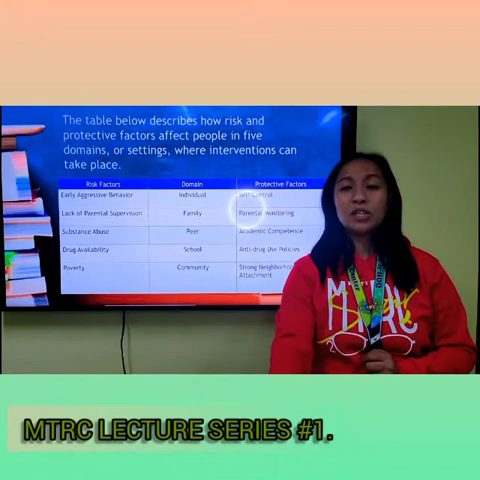 The table below describes how risk and
protective factors affect people in five
domains, or settings, where interventions can
take place.
Risk Factors Domain Protective Factors
Early Aggressive Behavior Individual Self-Control
Lack of Parental Supervision Family Parental Monitoring
Substance Abuse Peer Academic Competence
Drug Availability School Anti-drug Use Policies
Poverty Community Strong Neighborhood
Attachment
MTRC
Center
MTRC LECTURE SERIES #1.